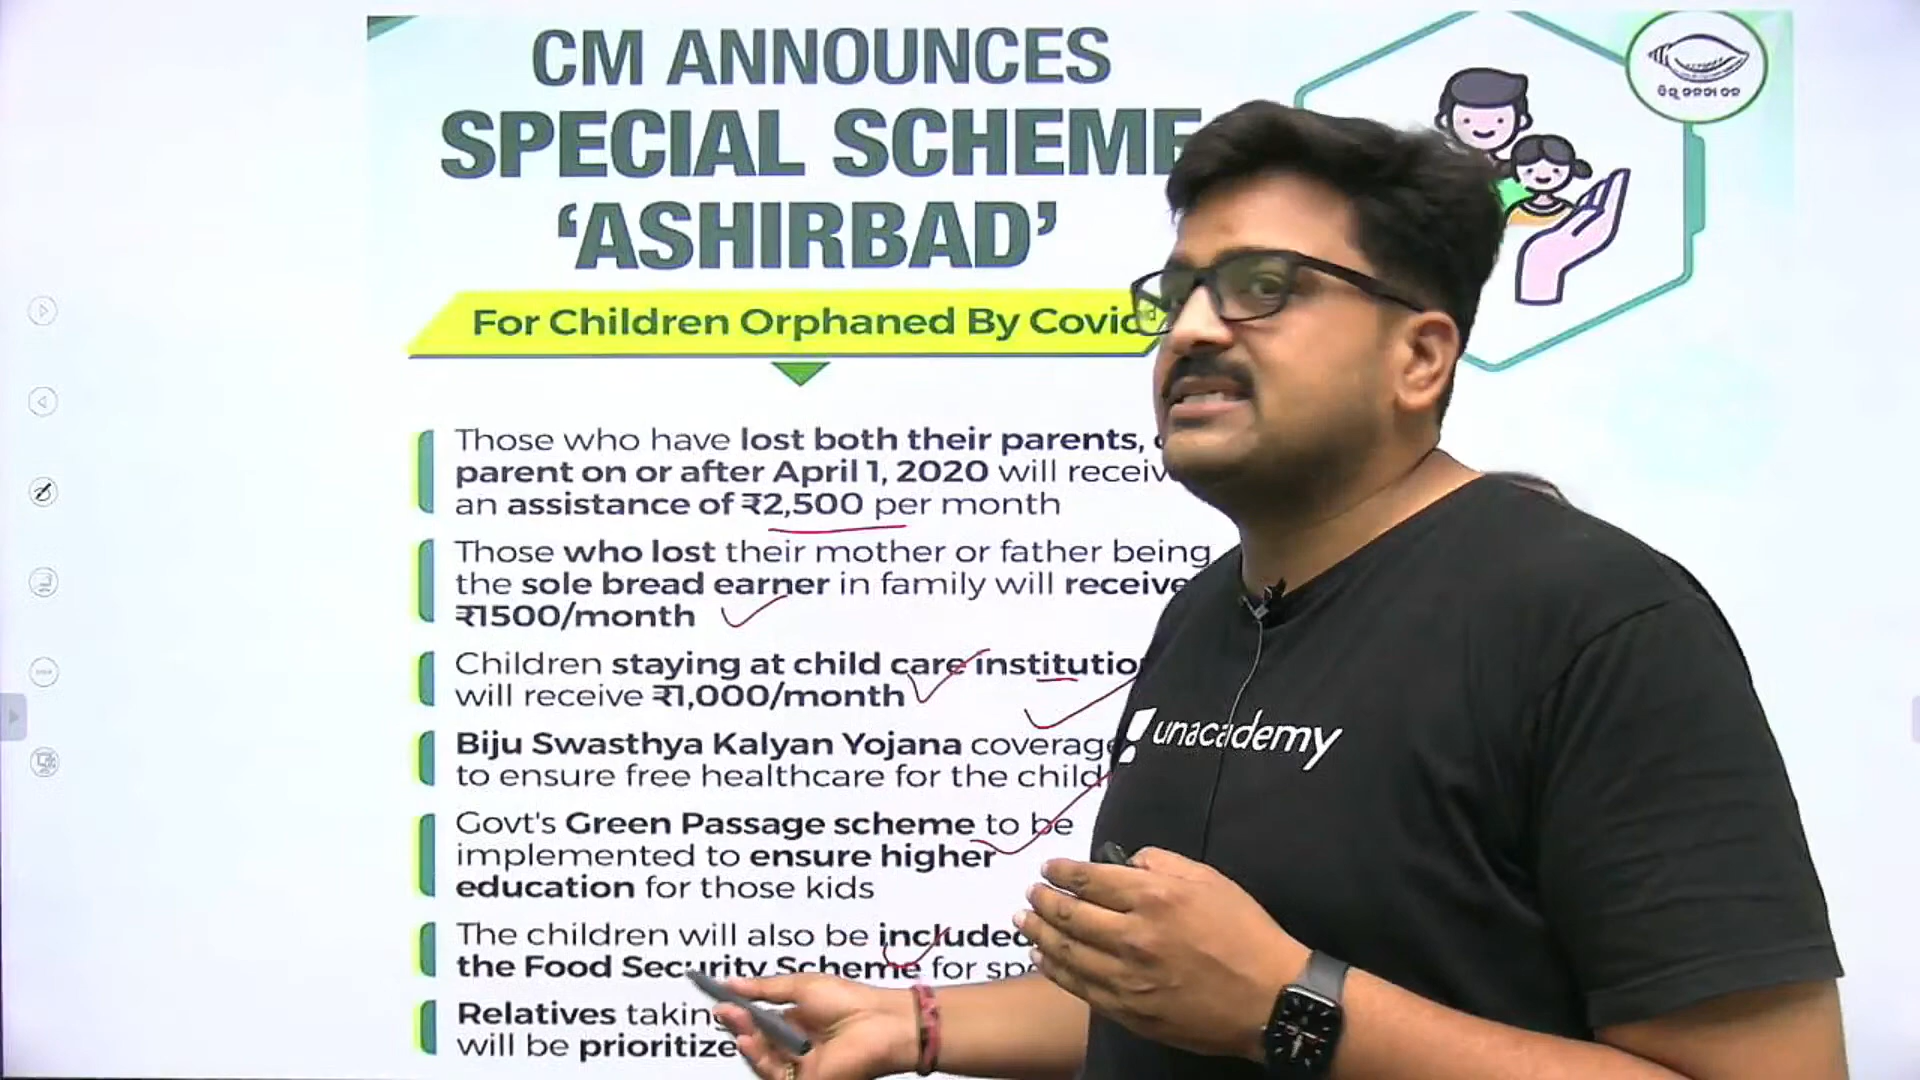 CM ANNOUNCES
SPECIAL SCHEME
‘ASHIRBAD’
For Children Orphaned By Covid
Those who have lost both their parents,
parent on or after April 1, 2020 will receive
an assistance of ₹2,500 per month
Those who lost their mother or father being
the sole bread earner in family will receive
₹1500/month
Children staying at child care
will receive ₹1,000/month
Biju Swasthya Kalyan Yojana coverage
to ensure free healthcare for the child
Govt's Green Passage scheme to be
implemented to ensure higher
education for those kids
The children will also be included
the Food Security Scheme for
Relatives taking
will be
unacademy